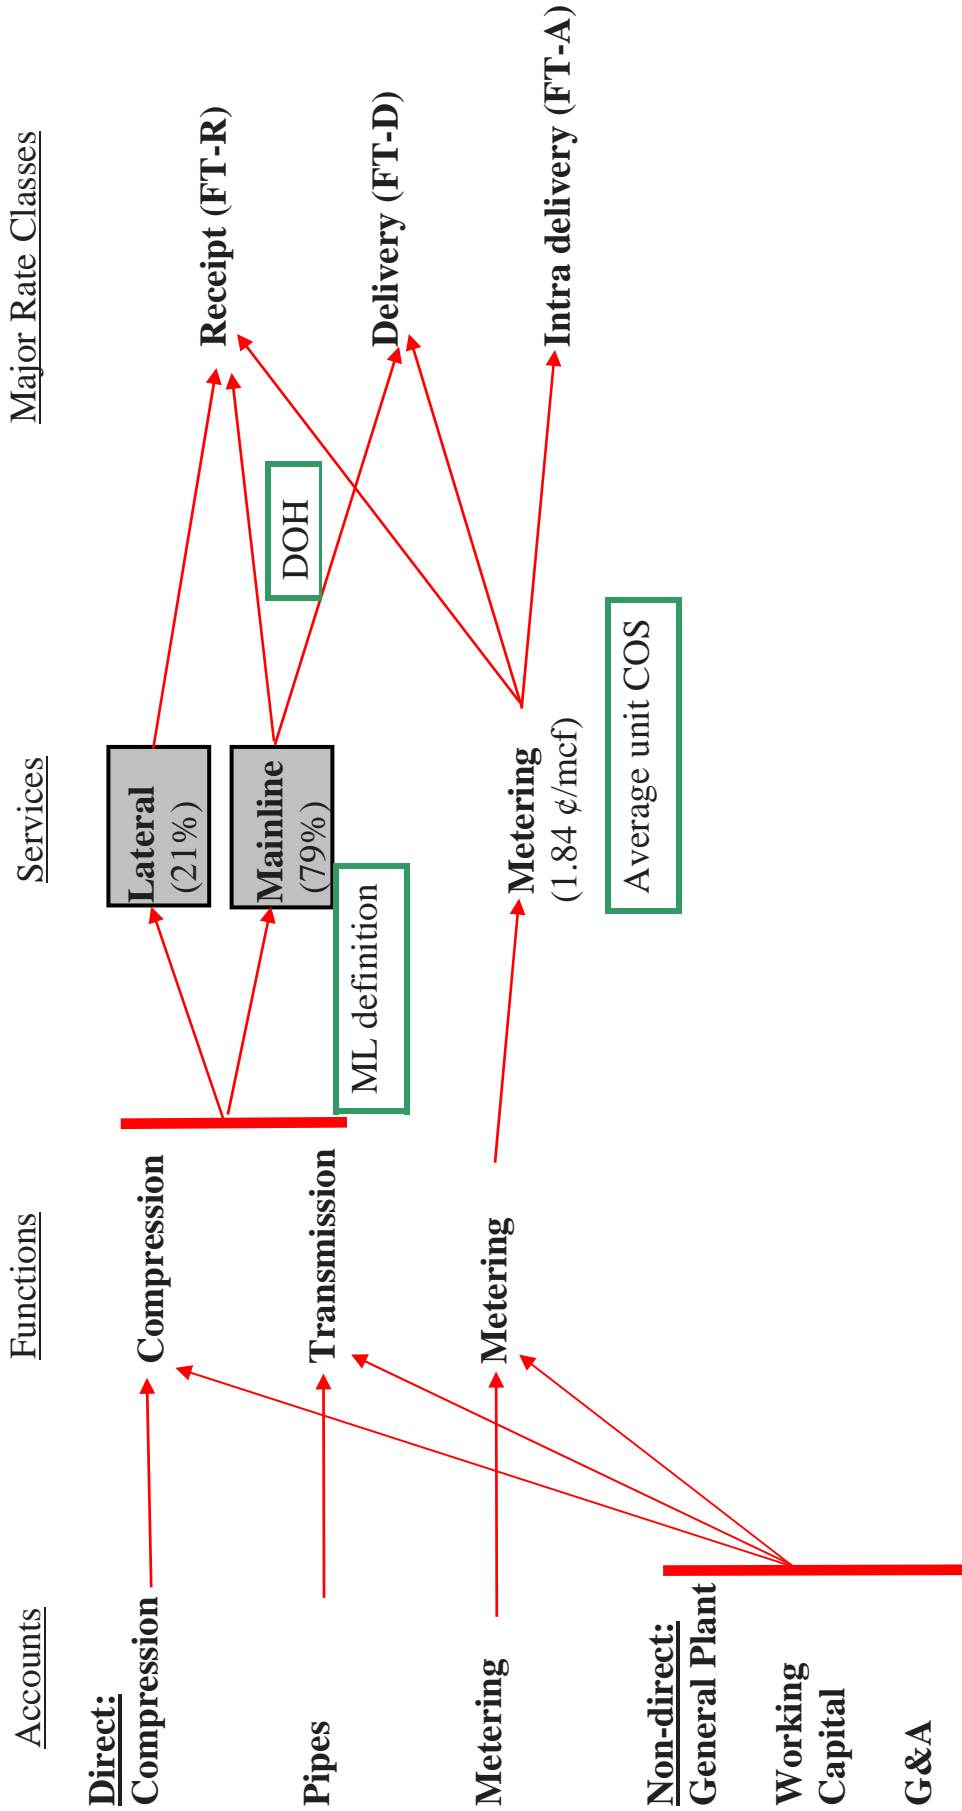 Accounts
Functions
Services
Major Rate Classes
Direct:
Compression
Pipes
Metering
Non-direct:
General Plant
Working
Capital
G&A
Compression
Transmission
Metering
Lateral
(21%)
Mainline
(79%)
ML definition
Metering
(1.84 ¢/mcf)
Average unit COS
DOH
Receipt (FT-R)
Delivery (FT-D)
Intra delivery (FT-A)